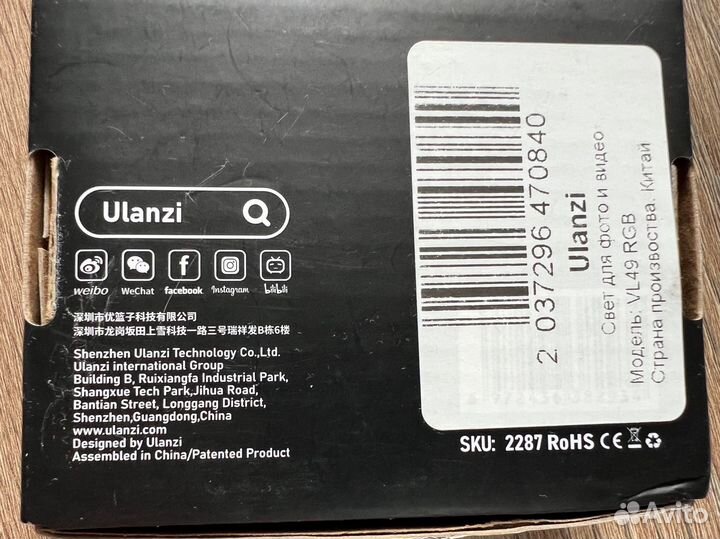 Ulanzi
weibo
WeChat
facebook
Instagram
bilibili
深圳市优篮子科技有限公司
深圳市龙岗坂田上雪科技一路三号瑞祥发B栋6楼
Shenzhen Ulanzi Technology Co.,Ltd.
Ulanzi international Group
Building B, Ruixiangfa Industrial Park,
Shangxue Tech Park,Jihua Road,
Bantian Street, Longgang District,
Shenzhen,Guangdong,China
www.ulanzi.com
Designed by Ulanzi
Assembled in China/Patented Product
2 037296 470840
Ulanzi
Свет для фото и видео
Модель: VL49 RGB
Страна произвоства. Китай
SKU: 2287 RoHS CE
Avito